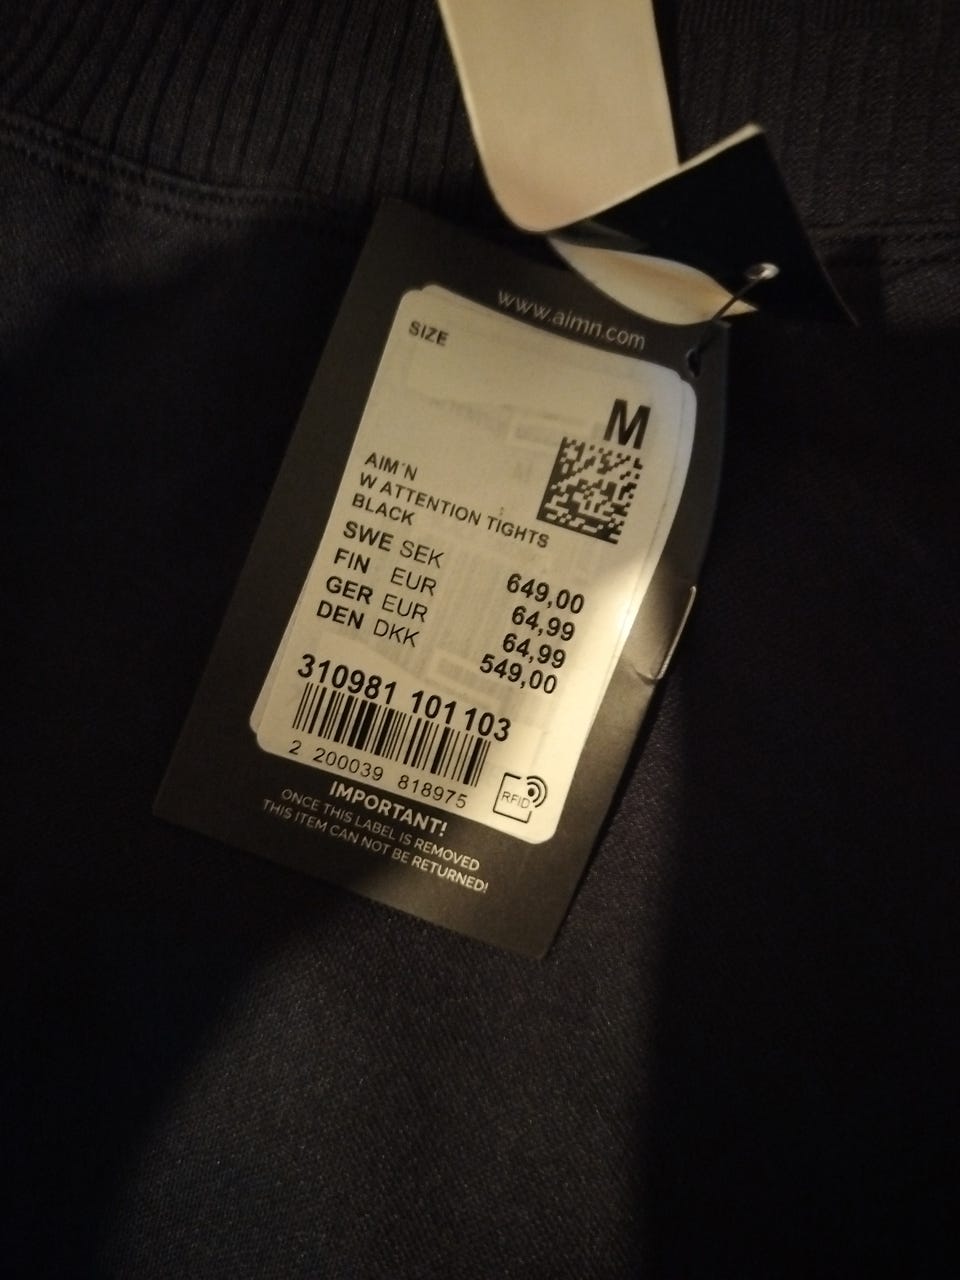 www.aimn.com
SIZE
M
AIM´N
W ATTENTION TIGHTS
BLACK
SWE SEK 649,00
FIN EUR 64,99
GER EUR 64,99
DEN DKK 549,00
310981 101 103
2 200039 818975
RFID
IMPORTANT!
ONCE THIS LABEL IS REMOVED
THIS ITEM CAN NOT BE RETURNED!